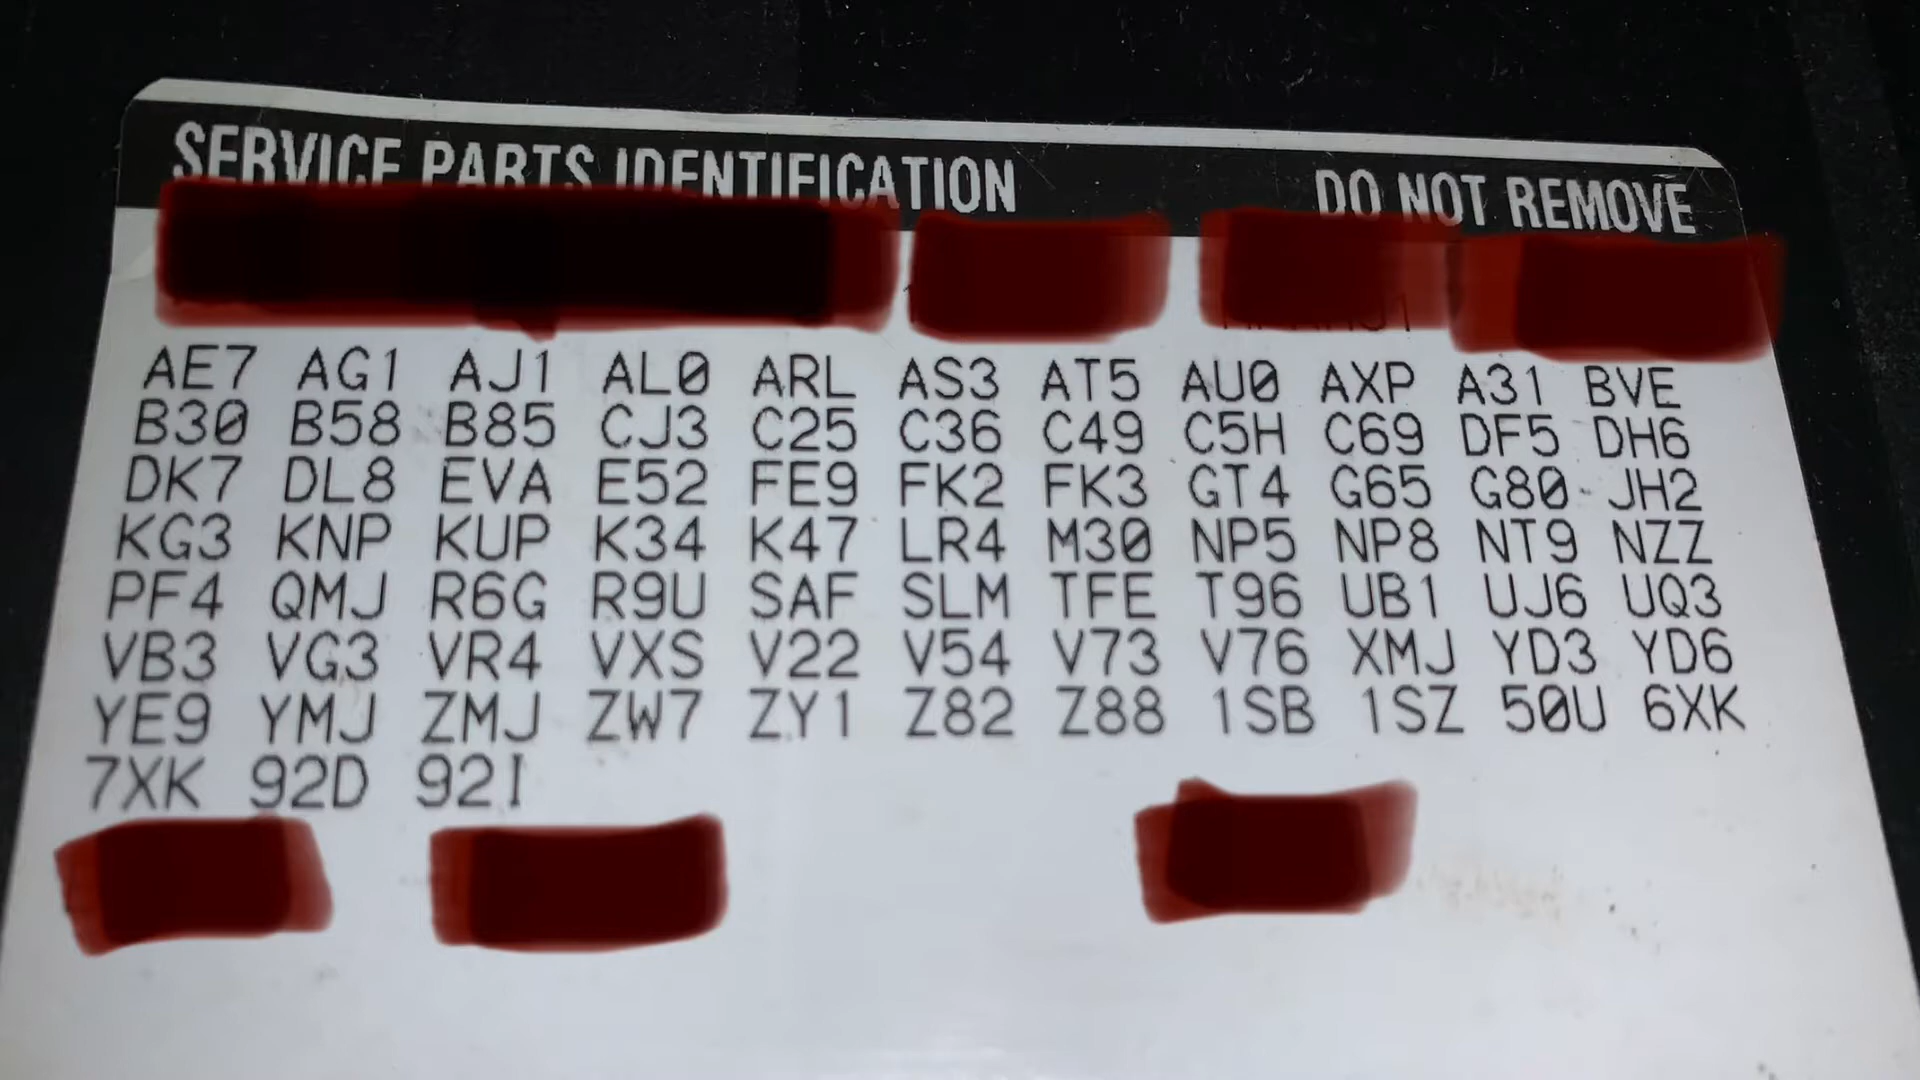 SERVICE PARTS IDENTIFICATION DO NOT REMOVE
AE7 AG1 AJ1 AL0 ARL AS3 AT5 AU0 AXP A31 BVE
B30 B58 B85 CJ3 C25 C36 C49 C5H C69 DF5 DH6
DK7 DL8 EVA E52 FE9 FK2 FK3 GT4 G65 G80 JH2
KG3 KNP KUP K34 K47 LR4 M30 NP5 NP8 NT9 NZZ
PF4 QMJ R6G R9U SAF SLM TFE T96 UB1 UJ6 UQ3
VB3 VG3 VR4 VXS V22 V54 V73 V76 XMJ YD3 YD6
YE9 YMJ ZMJ ZW7 ZY1 Z82 Z88 1SB 1SZ 50U 6XK
7XK 92D 92I